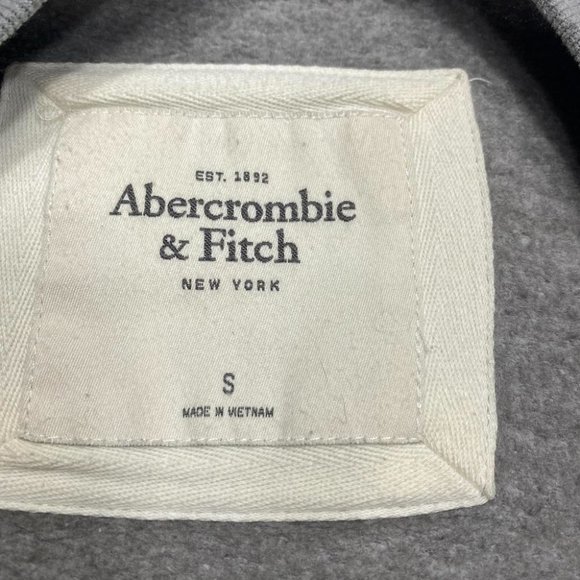 EST. 1892
Abercrombie
& Fitch
NEW YORK
S
MADE IN VIETNAM